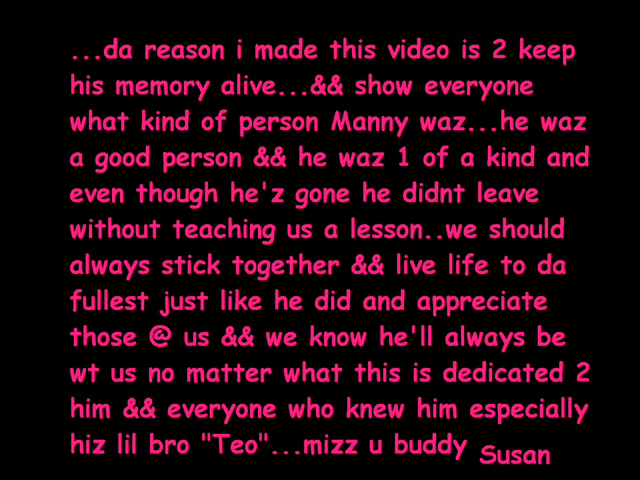 ...da reason i made this video is 2 keep
his memory alive...&& show everyone
what kind of person Manny waz...he waz
a good person && he waz 1 of a kind and
even though he'z gone he didnt leave
without teaching us a lesson..we should
always stick together && live life to da
fullest just like he did and appreciate
those @ us && we know he'll always be
wt us no matter what this is dedicated 2
him && everyone who knew him especially
hiz lil bro "Teo"...mizz u buddy
Susan